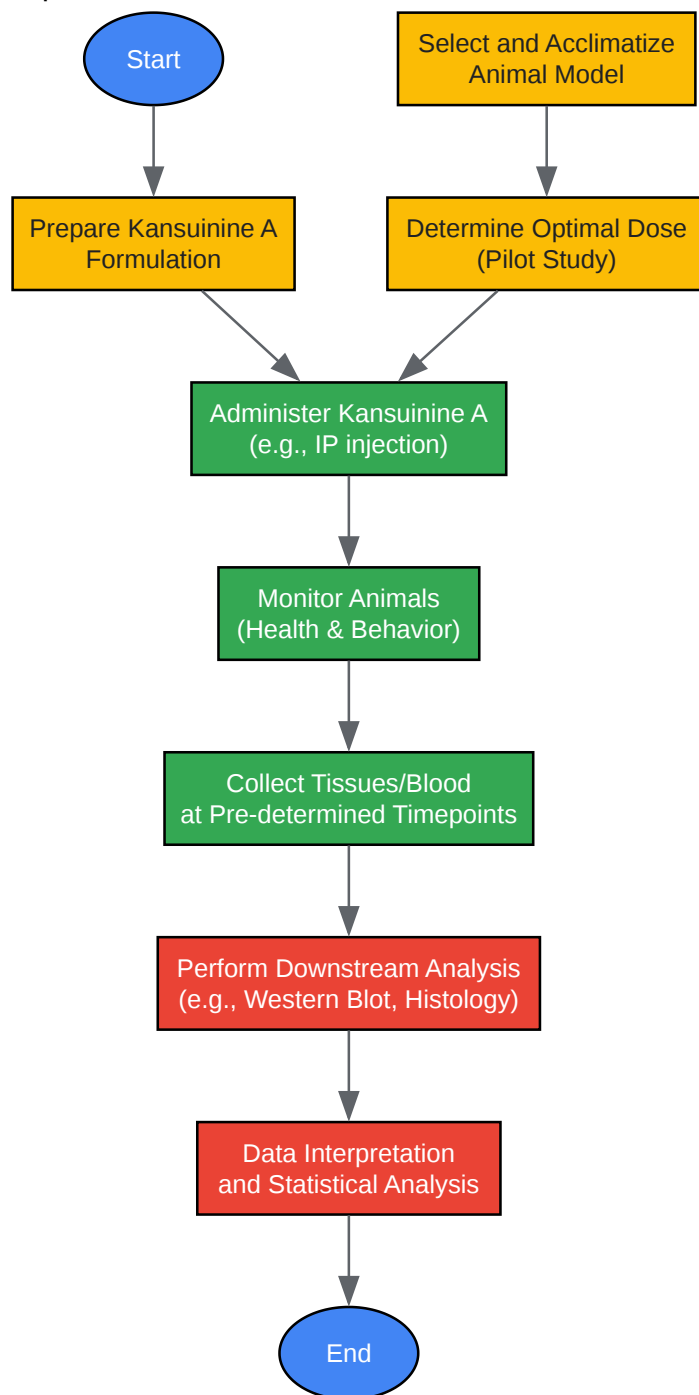 Start
Select and Acclimatize
Animal Model
Prepare Kansuinine A
Formulation
Determine Optimal Dose
(Pilot Study)
Administer Kansuinine A
(e.g., IP injection)
Monitor Animals
(Health & Behavior)
Collect Tissues/Blood
at Pre-determined Timepoints
Perform Downstream Analysis
(e.g., Western Blot, Histology)
Data Interpretation
and Statistical Analysis
End